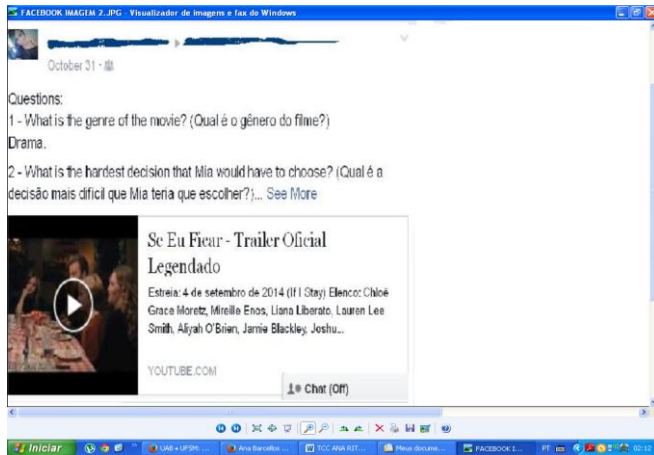 FACEBOOK IMAGEM 2..JPG - Visualizador de imagens e fax do Windows
October 31
Questions:
1 - What is the genre of the movie? (Qual é o gênero do filme?)
Drama.
2 - What is the hardest decision that Mia would have to choose? (Qual é a
decisão mais difícil que Mia teria que escolher?)... See More
Se Eu Ficar - Trailer Oficial
Legendado
Estreia: 4 de setembro de 2014 (If I Stay) Elenco: Chloë
Grace Moretz, Mireille Enos, Liana Liberato, Lauren Lee
Smith, Aliyah O'Brien, Jamie Blackley, Joshu...
YOUTUBE.COM
Chat (Off)
Iniciar
UAB - UFSM: ...
Ana Barcellos ...
TCC ANA RIT...
Meus docume...
FACEBOOK I...
PT
02:12